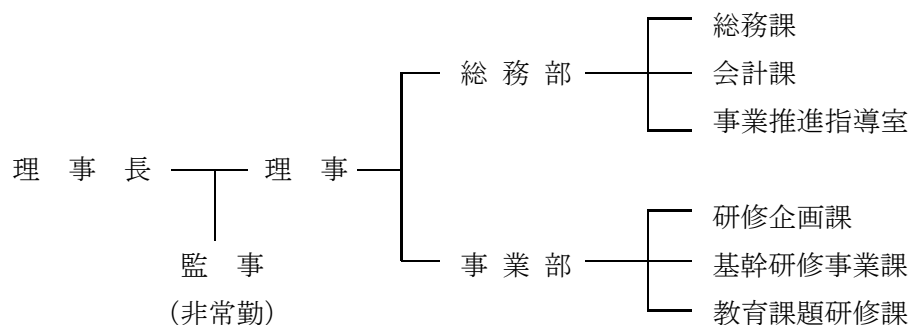 総務課
総務部
会計課
事業推進指導室
理事長
理事
研修企画課
監事
事業部
基幹研修事業課
(非常勤)
教育課題研修課